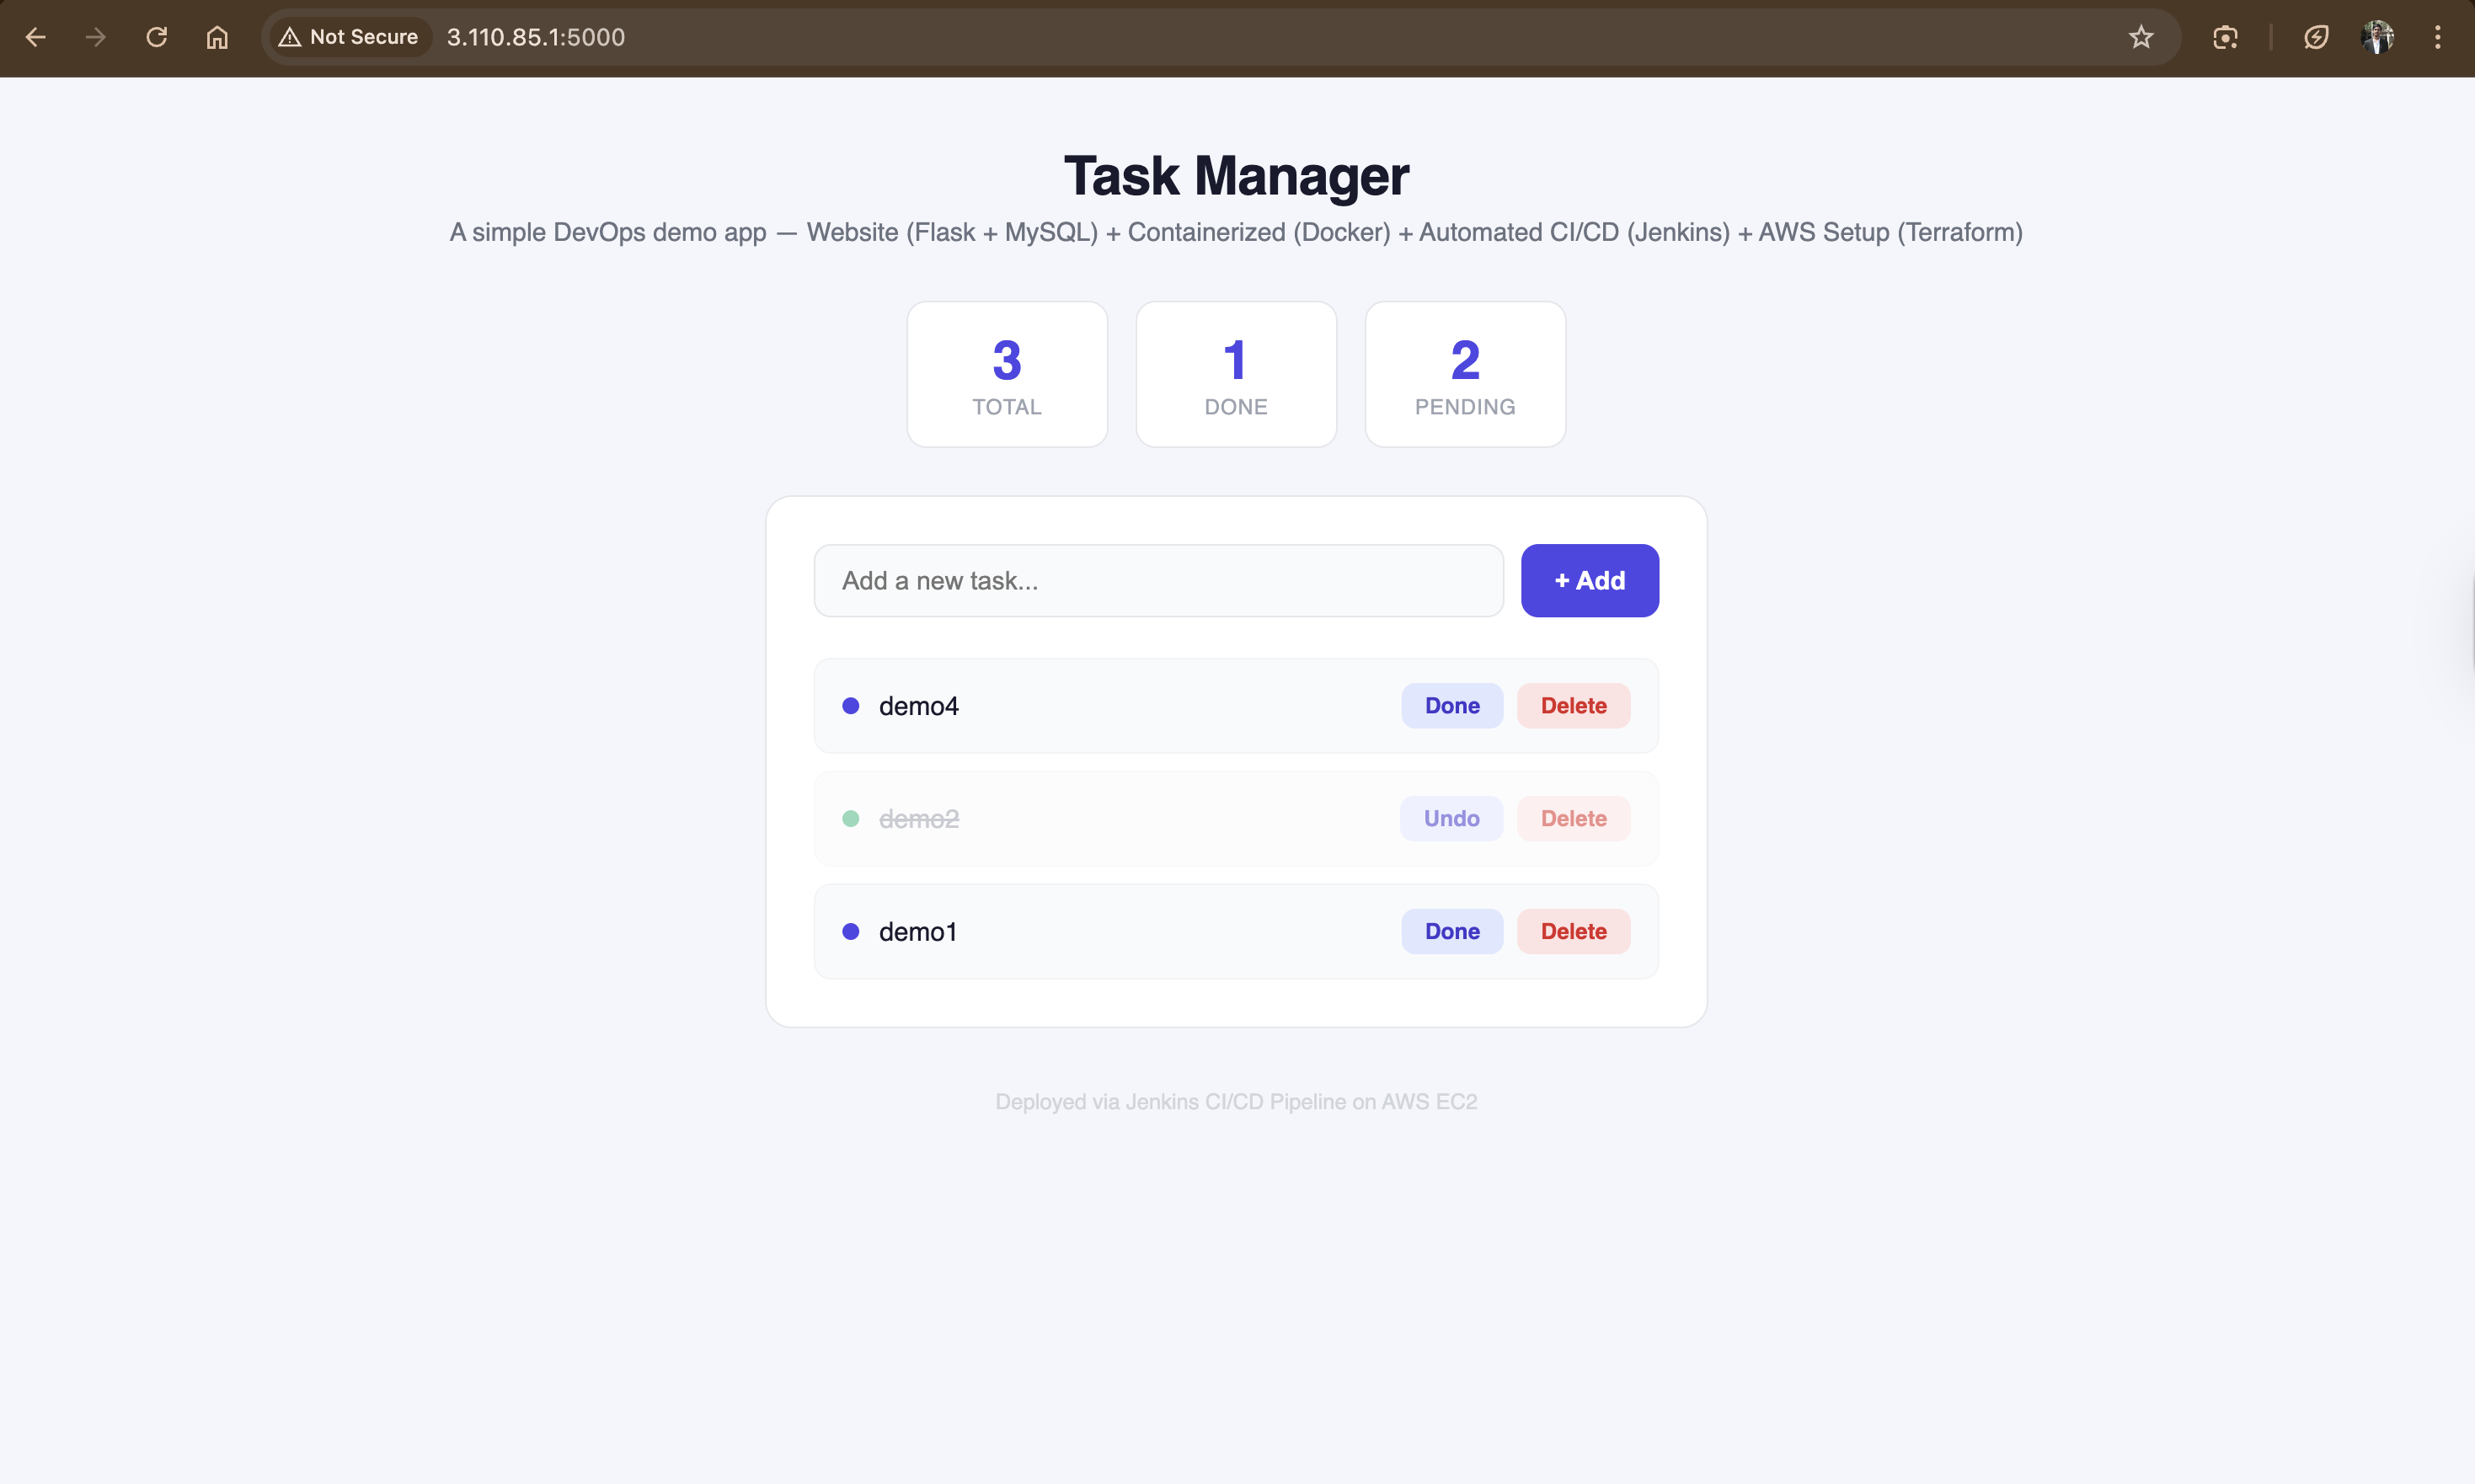 Not Secure 3.110.85.1:5000
Task Manager
A simple DevOps demo app — Website (Flask + MySQL) + Containerized (Docker) + Automated CI/CD (Jenkins) + AWS Setup (Terraform)
3 1 2
TOTAL DONE PENDING
Add a new task... + Add
demo4 Done Delete
demo2 Undo Delete
demo1 Done Delete
Deployed via Jenkins CI/CD Pipeline on AWS EC2